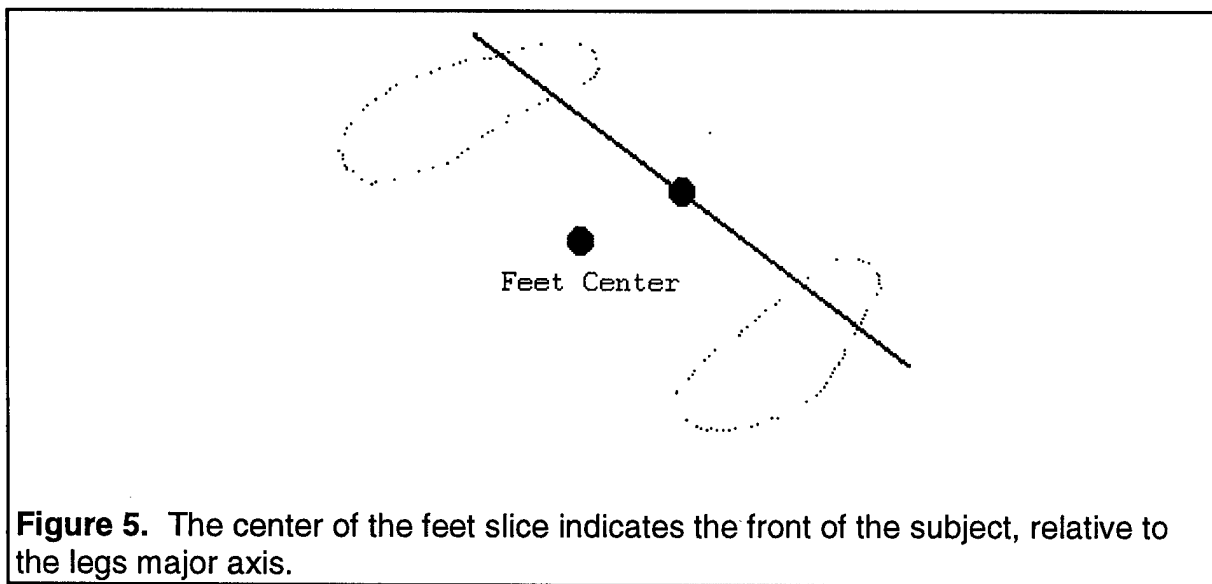 Feet Center
Figure 5. The center of the feet slice indicates the front of the subject, relative to
the legs major axis.